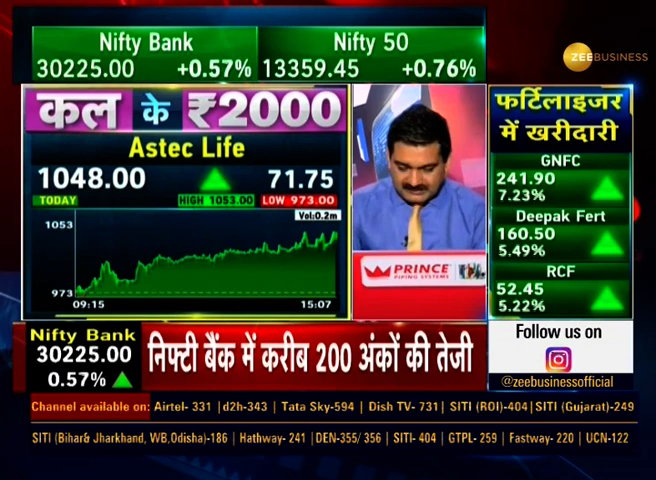 Nifty Bank
30225.00 +0.57%
Nifty 50
13359.45 +0.76%
ZEEBUSINESS
कल के ₹2000
Astec Life
1048.00 71.75
TODAY HIGH 1053.00 LOW 973.00
Vol:0.2m
1053
973
09:15 15:07
PRINCE
PIPING SYSTEMS
फर्टिलाइजर
में खरीदारी
GNFC
241.90
7.23%
Deepak Fert
160.50
5.49%
RCF
52.45
5.22%
Nifty Bank
30225.00
0.57%
निफ्टी बैंक में करीब 200 अंकों की तेजी
Follow us on
@zeebusinessofficial
Channel available on: Airtel- 331 |d2h-343 | Tata Sky-594 | Dish TV- 731| SITI (ROI)-404|SITI (Gujarat)-249
SITI (Bihar& Jharkhand, WB,Odisha)-186 | Hathway- 241 |DEN-355/ 356 | SITI- 404 | GTPL- 259 | Fastway- 220 | UCN-122